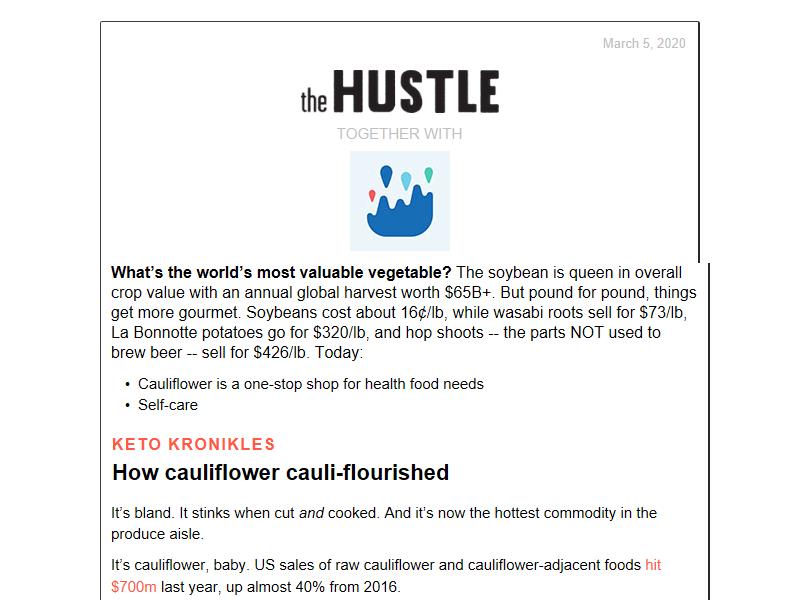 March 5, 2020
the HUSTLE
TOGETHER WITH
What's the world's most valuable vegetable? The soybean is queen in overall
crop value with an annual global harvest worth $65B+. But pound for pound, things
get more gourmet. Soybeans cost about 16¢/lb, while wasabi roots sell for $73/lb,
La Bonnotte potatoes go for $320/lb, and hop shoots -- the parts NOT used to
brew beer -- sell for $426/lb. Today:
• Cauliflower is a one-stop shop for health food needs
• Self-care
KETO KRONIKLES
How cauliflower cauli-flourished
It's bland. It stinks when cut and cooked. And it's now the hottest commodity in the
produce aisle.
It's cauliflower, baby. US sales of raw cauliflower and cauliflower-adjacent foods hit
$700m last year, up almost 40% from 2016.